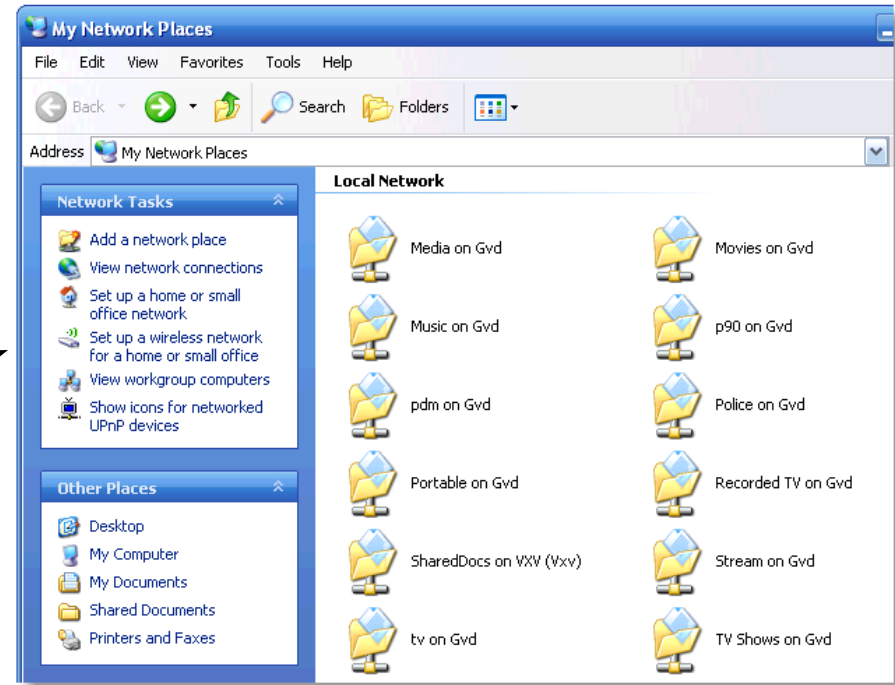 My Network Places
File Edit View Favorites Tools Help
Back Search Folders
Address My Network Places
Network Tasks
Add a network place
View network connections
Set up a home or small
office network
Set up a wireless network
for a home or small office
View workgroup computers
Show icons for networked
UPnP devices
Other Places
Desktop
My Computer
My Documents
Shared Documents
Printers and Faxes
Local Network
Media on Gvd
Movies on Gvd
Music on Gvd
p90 on Gvd
pdm on Gvd
Police on Gvd
Portable on Gvd
Recorded TV on Gvd
SharedDocs on VXV (Vxv)
Stream on Gvd
tv on Gvd
TV Shows on Gvd